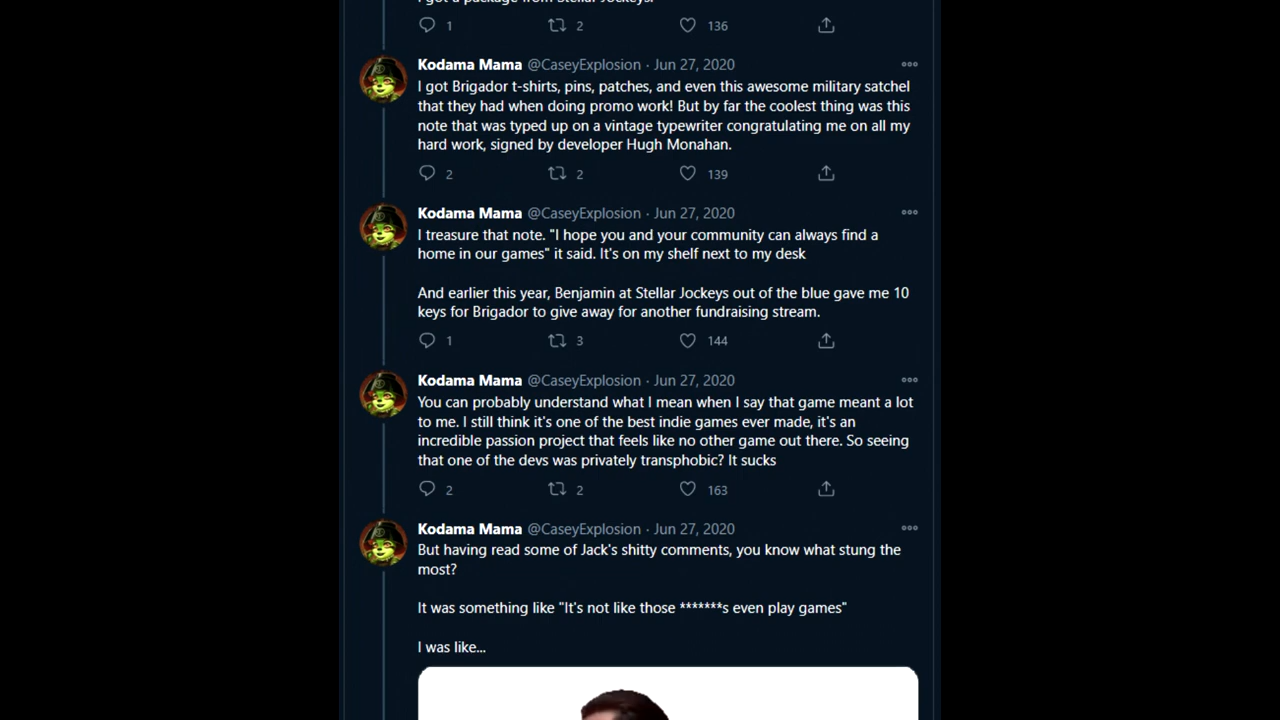 I got a package from Stellar Jockeys.
1 2 136
Kodama Mama @CaseyExplosion · Jun 27, 2020
I got Brigador t-shirts, pins, patches, and even this awesome military satchel
that they had when doing promo work! But by far the coolest thing was this
note that was typed up on a vintage typewriter congratulating me on all my
hard work, signed by developer Hugh Monahan.
2 2 139
Kodama Mama @CaseyExplosion · Jun 27, 2020
I treasure that note. "I hope you and your community can always find a
home in our games" it said. It's on my shelf next to my desk
And earlier this year, Benjamin at Stellar Jockeys out of the blue gave me 10
keys for Brigador to give away for another fundraising stream.
1 3 144
Kodama Mama @CaseyExplosion · Jun 27, 2020
You can probably understand what I mean when I say that game meant a lot
to me. I still think it's one of the best indie games ever made, it's an
incredible passion project that feels like no other game out there. So seeing
that one of the devs was privately transphobic? It sucks
2 2 163
Kodama Mama @CaseyExplosion · Jun 27, 2020
But having read some of Jack's shitty comments, you know what stung the
most?
It was something like "It's not like those *******s even play games"
I was like...